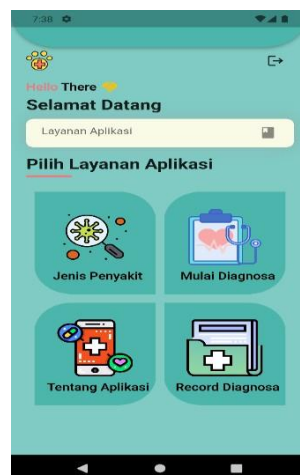 7:38
Hello There
Selamat Datang
Layanan Aplikasi
Pilih Layanan Aplikasi
Jenis Penyakit
Mulai Diagnosa
Tentang Aplikasi
Record Diagnosa